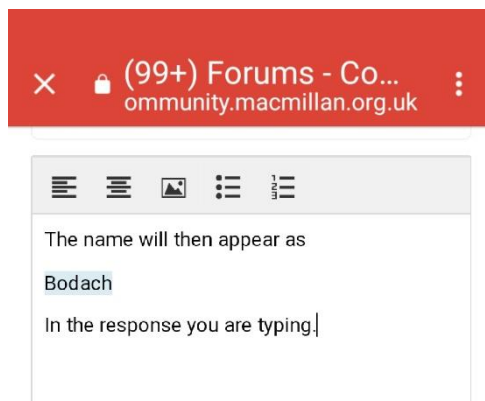 (99+) Forums - Co...
ommunity.macmillan.org.uk
The name will then appear as
Bodach
In the response you are typing.